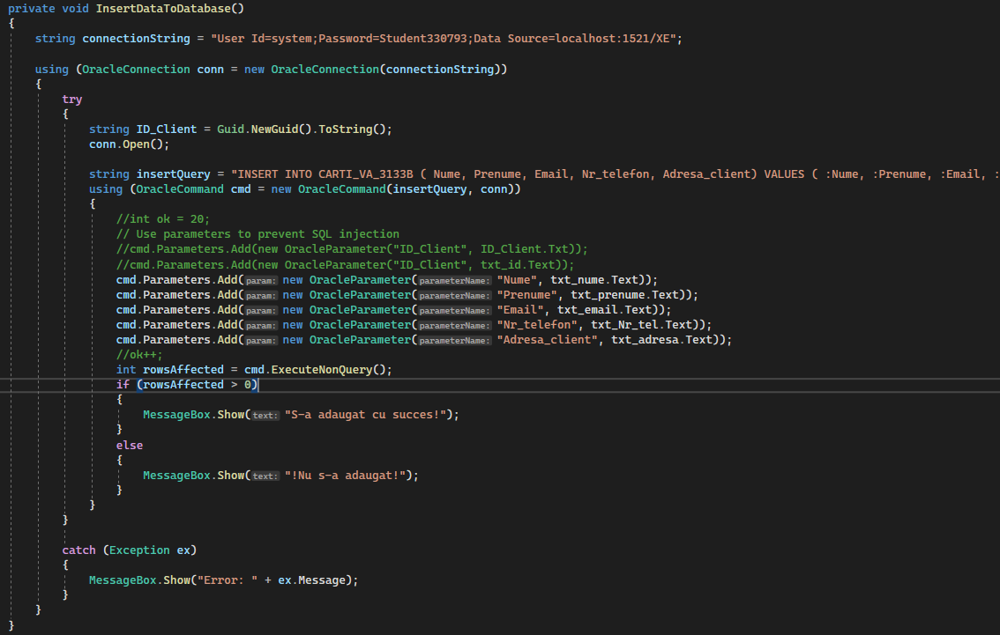 private void InsertDataToDatabase()
{
string connectionString = "User Id=system;Password=Student330793;Data Source=localhost:1521/XE";
using (OracleConnection conn = new OracleConnection(connectionString))
{
try
{
string ID_Client = Guid.NewGuid().ToString();
conn.Open();
string insertQuery = "INSERT INTO CARTI_VA_3133B ( Nume, Prenume, Email, Nr_telefon, Adresa_client) VALUES ( :Nume, :Prenume, :Email, :
using (OracleCommand cmd = new OracleCommand(insertQuery, conn))
{
//int ok = 20;
// Use parameters to prevent SQL injection
//cmd.Parameters.Add(new OracleParameter("ID_Client", ID_Client.Txt));
//cmd.Parameters.Add(new OracleParameter("ID_Client", txt_id.Text));
cmd.Parameters.Add(param: new OracleParameter(parameterName: "Nume", txt_nume.Text));
cmd.Parameters.Add(param: new OracleParameter(parameterName: "Prenume", txt_prenume.Text));
cmd.Parameters.Add(param: new OracleParameter(parameterName: "Email", txt_email.Text));
cmd.Parameters.Add(param: new OracleParameter(parameterName: "Nr_telefon", txt_Nr_tel.Text));
cmd.Parameters.Add(param: new OracleParameter(parameterName: "Adresa_client", txt_adresa.Text));
//ok++;
int rowsAffected = cmd.ExecuteNonQuery();
if (rowsAffected > 0)
{
MessageBox.Show(text: "S-a adaugat cu succes!");
}
else
{
MessageBox.Show(text: "!Nu s-a adaugat!");
}
}
}
catch (Exception ex)
{
MessageBox.Show("Error: " + ex.Message);
}
}
}